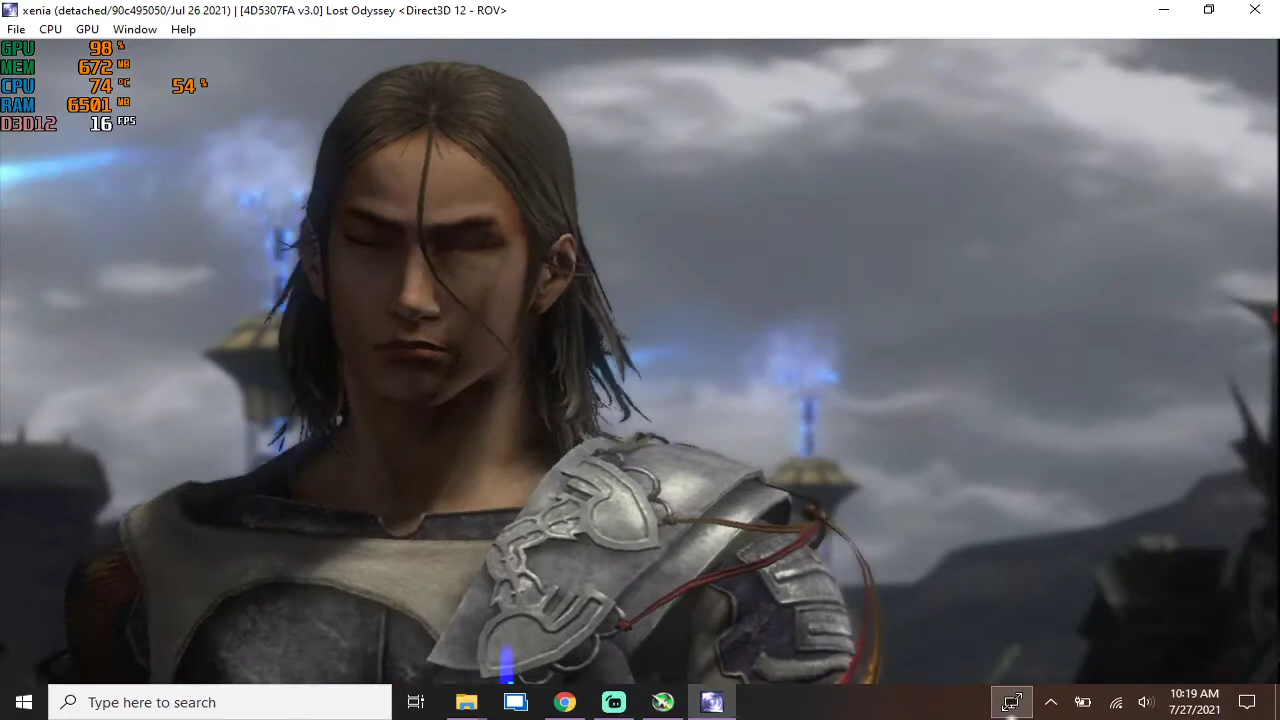 xenia (detached/90c495050/Jul 26 2021) | [4D5307FA v3.0] Lost Odyssey <Direct3D 12 - ROV>
File CPU GPU Window Help
GPU 98 %
MEM 672 MB
CPU 74 °C 54 %
RAM 6501 MB
D3D12 16 FPS
Type here to search
10:19 AM
7/27/2021